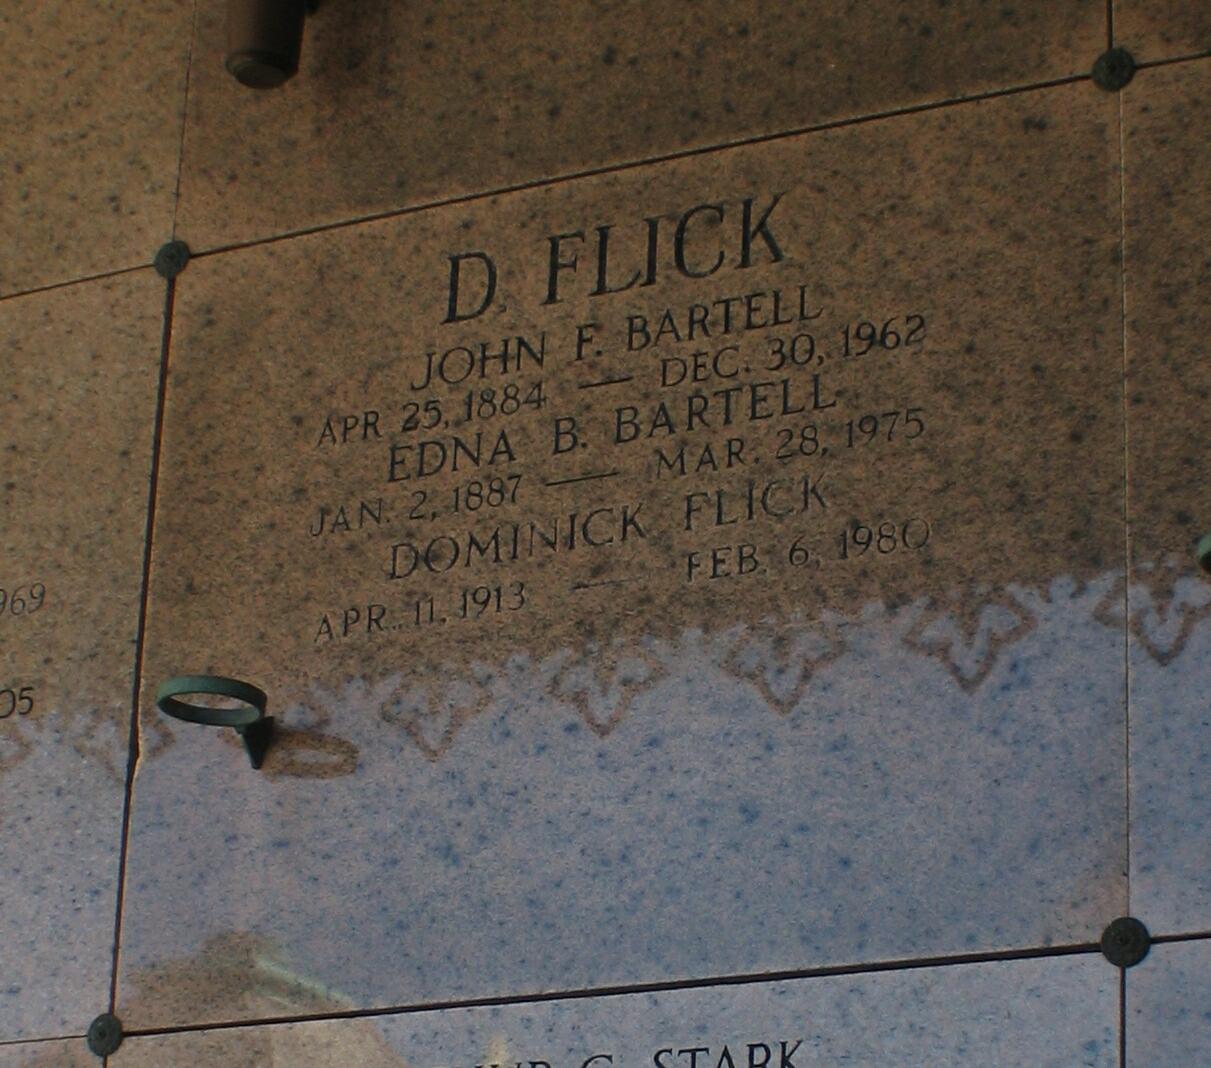 D. FLICK
JOHN F. BARTELL
APR 25, 1884 — DEC. 30, 1962
EDNA B. BARTELL
JAN. 2, 1887 — MAR. 28, 1975
DOMINICK FLICK
APR. 11, 1913 — FEB. 6, 1980
969
05
G. STARK